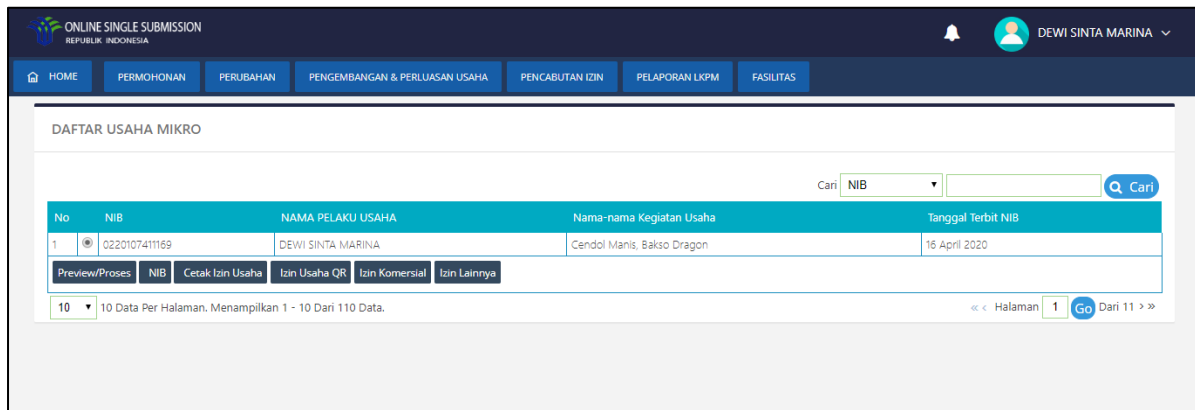 ONLINE SINGLE SUBMISSION
REPUBLIK INDONESIA
DEWI SINTA MARINA
HOME PERMOHONAN PERUBAHAN PENGEMBANGAN & PERLUASAN USAHA PENCABUTAN IZIN PELAPORAN LKPM FASILITAS
DAFTAR USAHA MIKRO
Cari NIB Cari
No NIB NAMA PELAKU USAHA Nama-nama Kegiatan Usaha Tanggal Terbit NIB
1 0220107411169 DEWI SINTA MARINA Cendol Manis, Bakso Dragon 16 April 2020
Preview/Proses NIB Cetak Izin Usaha Izin Usaha QR Izin Komersial Izin Lainnya
10 10 Data Per Halaman. Menampilkan 1 - 10 Dari 110 Data. « < Halaman 1 Go Dari 11 > »